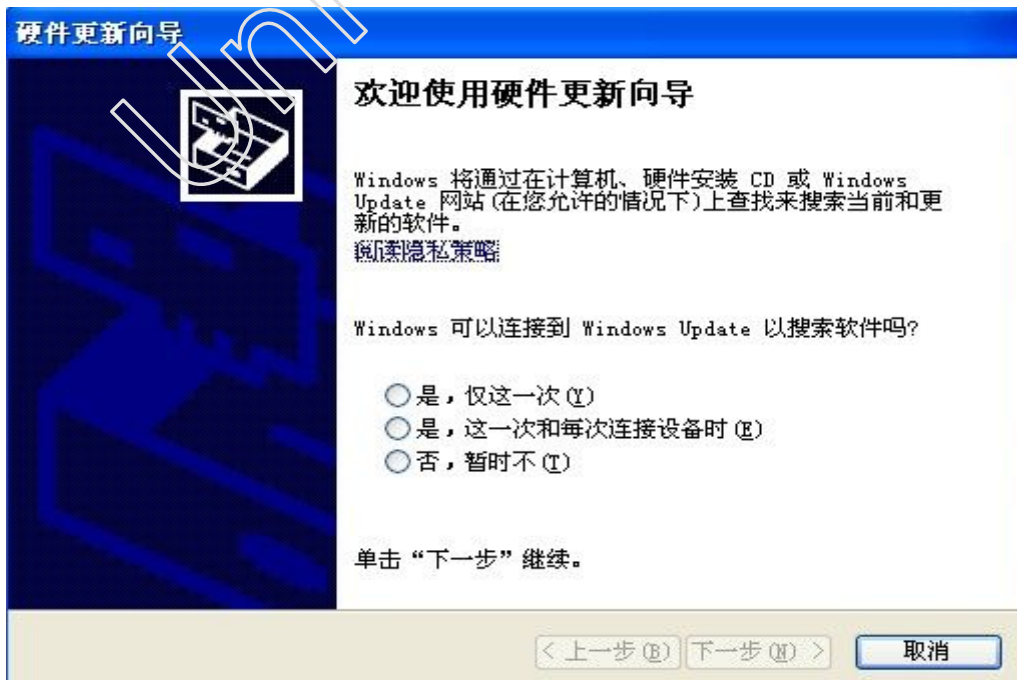 Uni
硬件更新向导
欢迎使用硬件更新向导
Windows 将通过在计算机、硬件安装 CD 或 Windows
Update 网站(在您允许的情况下)上查找来搜索当前和更
新的软件。
阅读隐私策略
Windows 可以连接到 Windows Update 以搜索软件吗?
是，仅这一次(Y)
是，这一次和每次连接设备时(E)
否，暂时不(T)
单击“下一步”继续。
< 上一步(B)
下一步(N) >
取消